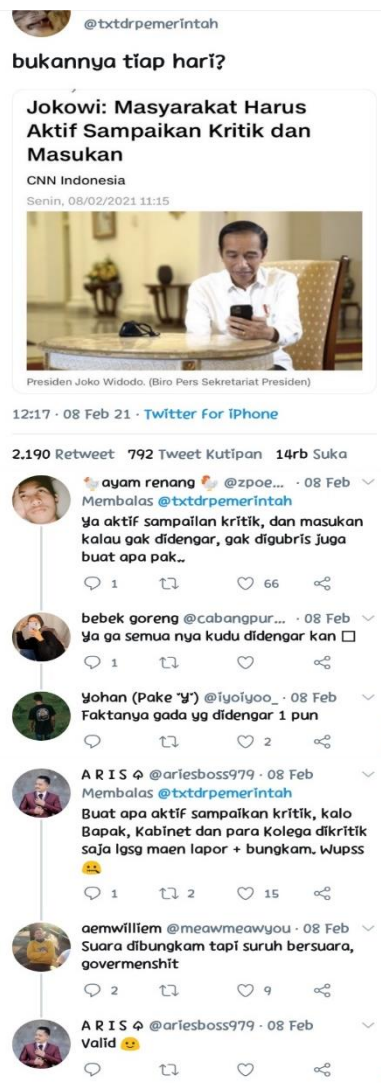 @txtdrpemerintah
bukannya tiap hari?
Jokowi: Masyarakat Harus
Aktif Sampaikan Kritik dan
Masukan
CNN Indonesia
Senin, 08/02/2021 11:15
Presiden Joko Widodo. (Biro Pers Sekretariat Presiden)
12:17 · 08 Feb 21 · Twitter for iPhone
2.190 Retweet 792 Tweet Kutipan 14rb Suka
🐔ayam renang 🐔 @zpoe... · 08 Feb
Membalas @txtdrpemerintah
Ya aktif sampailan kritik, dan masukan
kalau gak didengar, gak digubris juga
buat apa pak,,
1 66
bebek goreng @cabangpur... · 08 Feb
Ya ga semua nya kudu didengar kan □
1
Yohan (Pake "Y") @iyoiyoo_ · 08 Feb
Faktanya gada yg didengar 1 pun
2
A R I S ♤ @ariesboss979 · 08 Feb
Membalas @txtdrpemerintah
Buat apa aktif sampaikan kritik, kalo
Bapak, Kabinet dan para Kolega dikritik
saja lgsg maen lapor + bungkam. Wupss
🤐
1 2 15
aemwilliem @meawmeawyou · 08 Feb
Suara dibungkam tapi suruh bersuara,
govermenshit
2 9
A R I S ♤ @ariesboss979 · 08 Feb
Valid 🙂